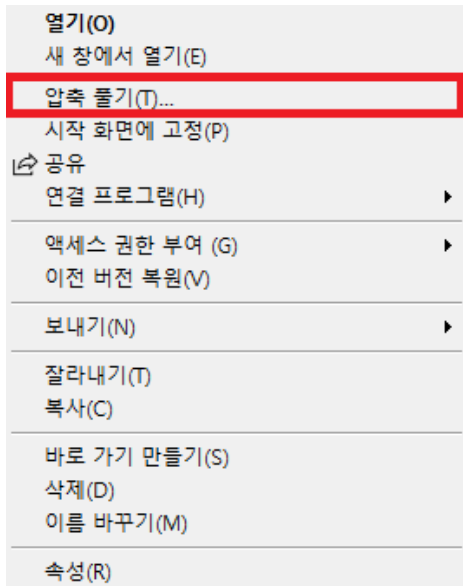 열기(O)
새 창에서 열기(E)
압축 풀기(T)...
시작 화면에 고정(P)
공유
연결 프로그램(H)
액세스 권한 부여 (G)
이전 버전 복원(V)
보내기(N)
잘라내기(T)
복사(C)
바로 가기 만들기(S)
삭제(D)
이름 바꾸기(M)
속성(R)